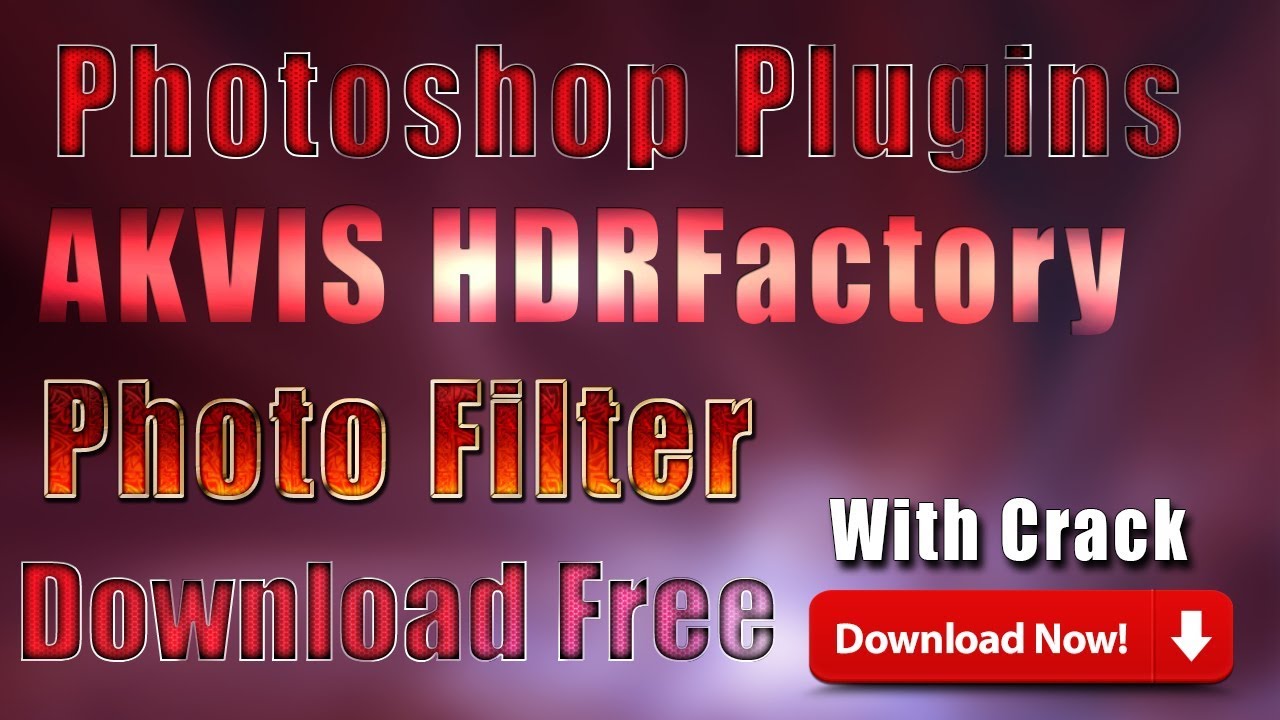 Photoshop Plugins
AKVIS HDRFactory
Photo Filter
With Crack
Download Free
Download Now!